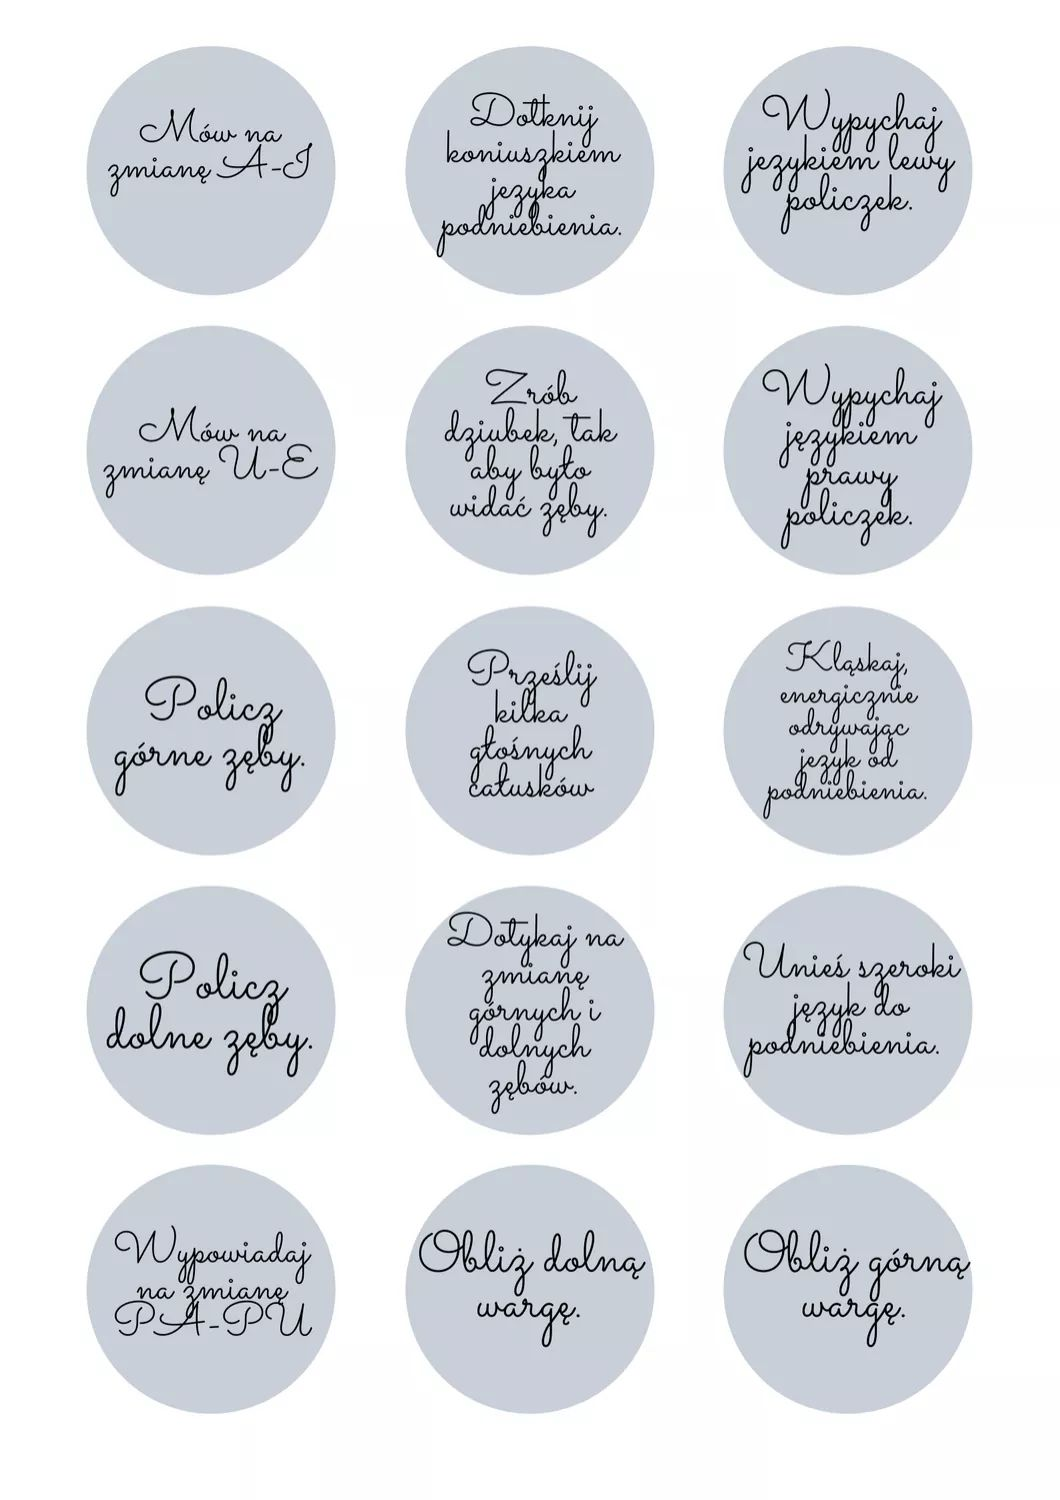 Mów na
zmianę A-I
Dotknij
koniuszkiem
języka
podniebienia.
Wypychaj
jezykiem lewy
policzek.
Mów na
zmianę U-E
Zrób
dziubek, tak
aby było
widać zęby.
Wypychaj
językiem
prawy
policzek.
Policz
górne zęby.
Prześlij
kilka
głośnych
całusków
Kląskaj,
energicznie
odrywając
język od
podniebienia.
Policz
dolne zęby.
Dotykaj na
zmianę
górnych i
dolnych
zębów.
Unieś szeroki
język do
podniebienia.
Wypowiadaj
na zmianę
PA-PU
Obliż dolną
wargę.
Obliż górną
wargę.